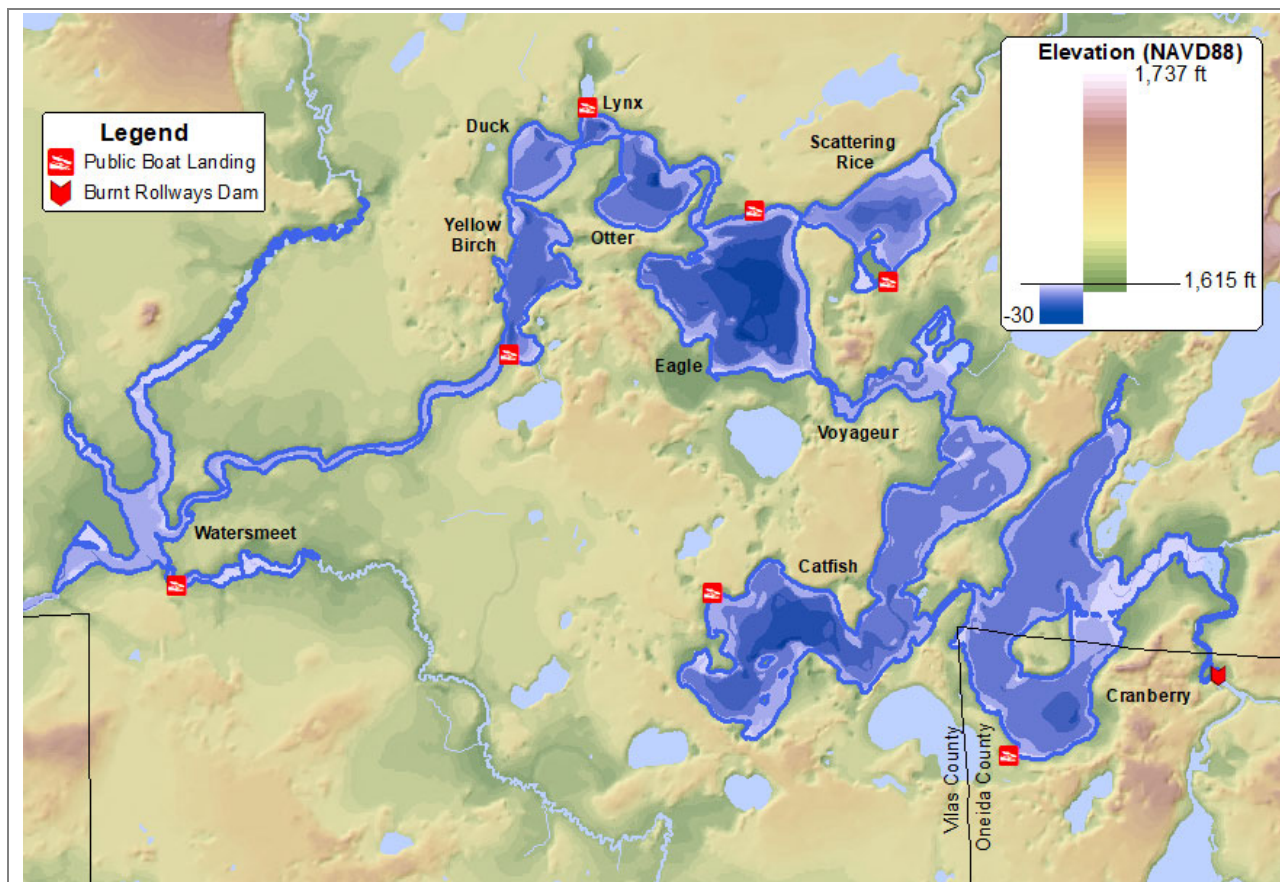 Elevation (NAVD88)
1,737 ft
1,615 ft
-30
Legend
Public Boat Landing
Burnt Rollways Dam
Lynx
Duck
Scattering
Rice
Yellow
Birch
Otter
Eagle
Voyageur
Watersmeet
Catfish
Cranberry
Vilas County
Oneida County